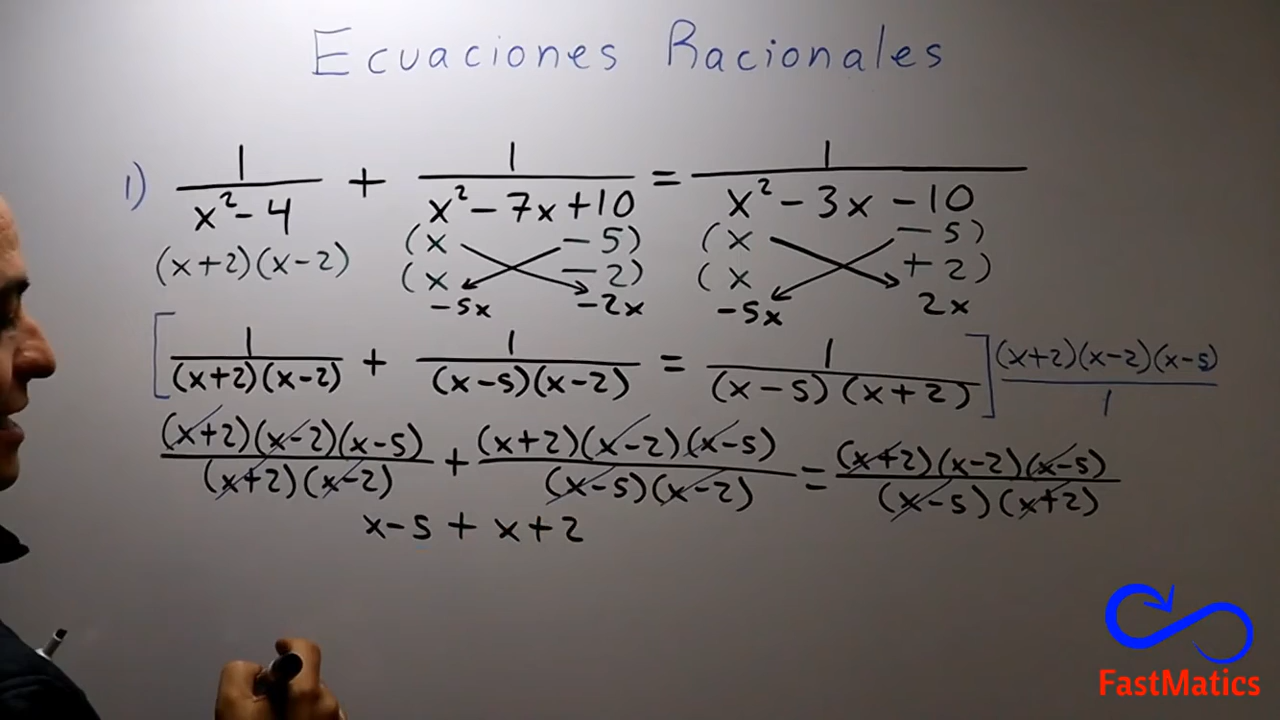 Ecuaciones Racionales
1) 1/(x² - 4) + 1/(x² - 7x + 10) = 1/(x² - 3x - 10)
(x+2)(x-2) (x - 5) (x - 5)
(x - 2) (x + 2)
-5x -2x -5x 2x
[1/((x+2)(x-2)) + 1/((x-5)(x-2)) = 1/((x-5)(x+2))] (x+2)(x-2)(x-5)/1
(x+2)(x-2)(x-5)/((x+2)(x-2)) + (x+2)(x-2)(x-5)/((x-5)(x-2)) = (x+2)(x-2)(x-5)/((x-5)(x+2))
x-5 + x+2
FastMatics